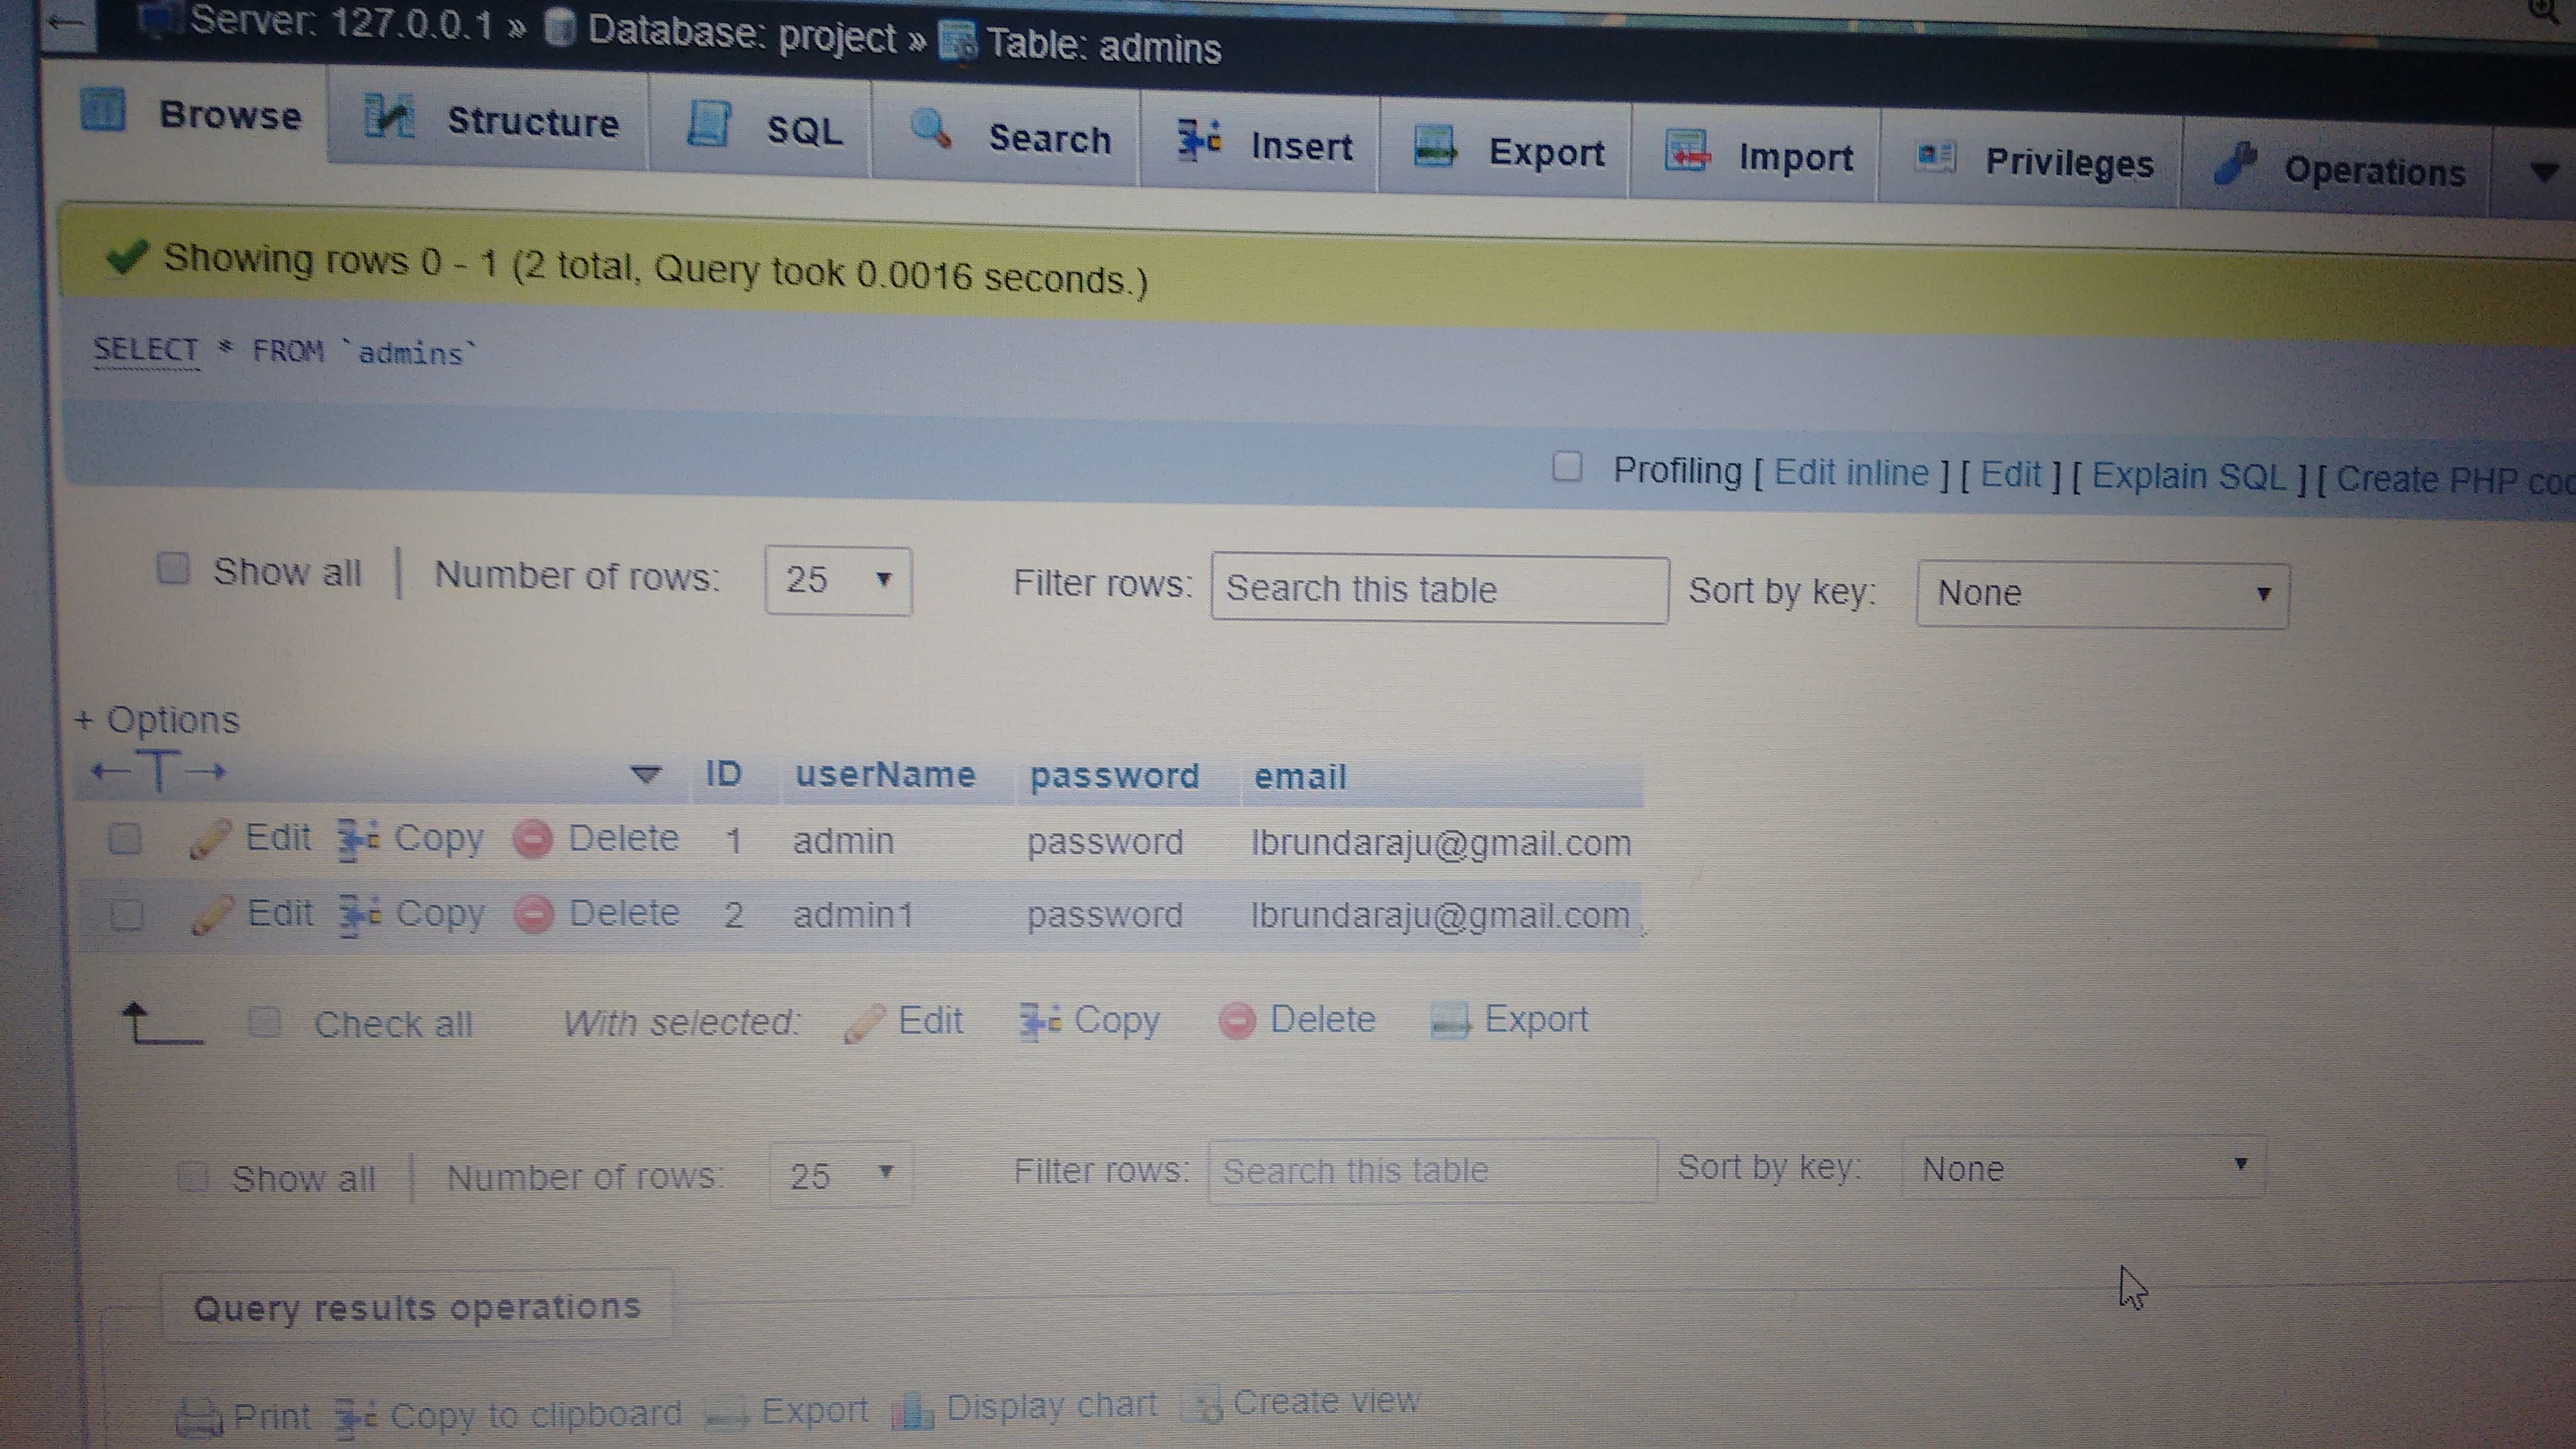 Server: 127.0.0.1 » Database: project » Table: admins
Browse Structure SQL Search Insert Export Import Privileges Operations
Showing rows 0 - 1 (2 total, Query took 0.0016 seconds.)
SELECT * FROM `admins`
Profiling [ Edit inline ] [ Edit ] [ Explain SQL ] [ Create PHP
Show all | Number of rows: 25 Filter rows: Search this table Sort by key: None
+ Options
←T→ ID userName password email
Edit Copy Delete 1 admin password lbrundaraju@gmail.com
Edit Copy Delete 2 admin1 password lbrundaraju@gmail.com
Check all With selected: Edit Copy Delete Export
Show all | Number of rows: 25 Filter rows: Search this table Sort by key: None
Query results operations
Print Copy to clipboard Export Display chart Create view